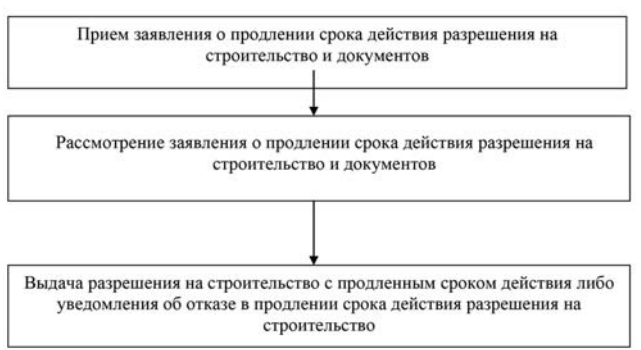 Прием заявления о продлении срока действия разрешения на
строительство и документов
Рассмотрение заявления о продлении срока действия разрешения на
строительство и документов
Выдача разрешения на строительство с продленным сроком действия либо
уведомления об отказе в продлении срока действия разрешения на
строительство